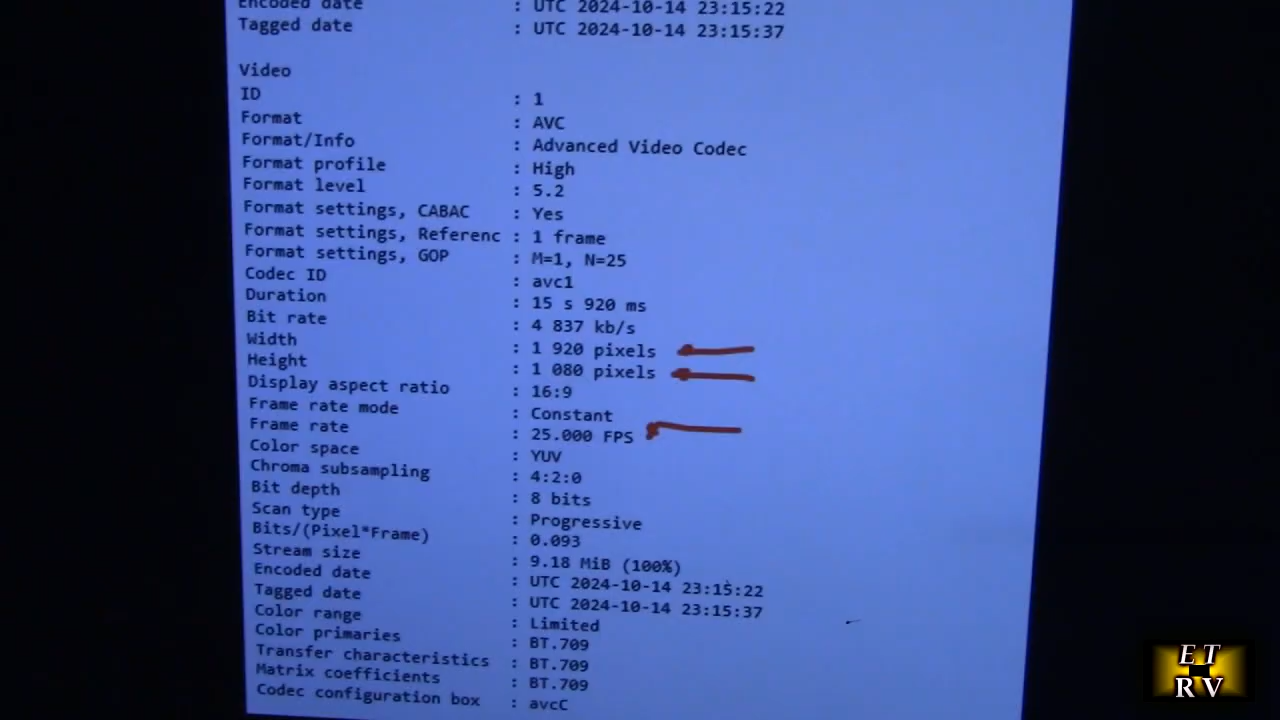 Encoded date : UTC 2024-10-14 23:15:22
Tagged date : UTC 2024-10-14 23:15:37
Video
ID : 1
Format : AVC
Format/Info : Advanced Video Codec
Format profile : High
Format level : 5.2
Format settings, CABAC : Yes
Format settings, Referenc : 1 frame
Format settings, GOP : M=1, N=25
Codec ID : avc1
Duration : 15 s 920 ms
Bit rate : 4 837 kb/s
Width : 1 920 pixels
Height : 1 080 pixels
Display aspect ratio : 16:9
Frame rate mode : Constant
Frame rate : 25.000 FPS
Color space : YUV
Chroma subsampling : 4:2:0
Bit depth : 8 bits
Scan type : Progressive
Bits/(Pixel*Frame) : 0.093
Stream size : 9.18 MiB (100%)
Encoded date : UTC 2024-10-14 23:15:22
Tagged date : UTC 2024-10-14 23:15:37
Color range : Limited
Color primaries : BT.709
Transfer characteristics : BT.709
Matrix coefficients : BT.709
Codec configuration box : avcC
ET
RV